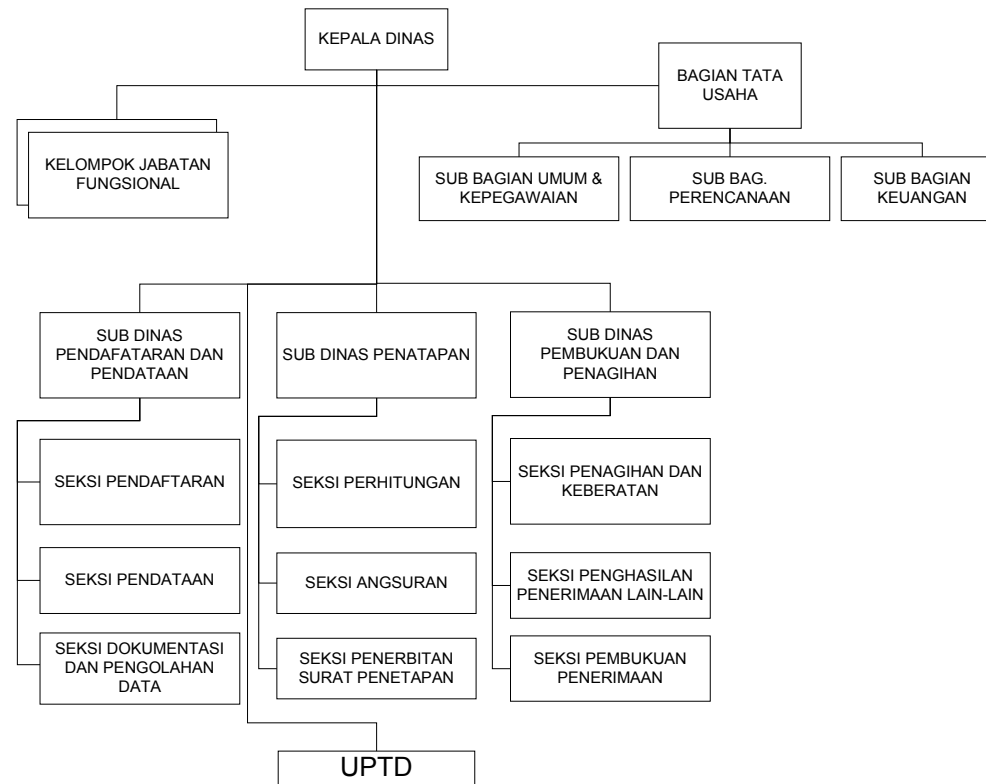 KEPALA DINAS
BAGIAN TATA
USAHA
KELOMPOK JABATAN
FUNGSIONAL
SUB BAGIAN UMUM &
KEPEGAWAIAN
SUB BAG.
PERENCANAAN
SUB BAGIAN
KEUANGAN
SUB DINAS
PENDAFATARAN DAN
PENDATAAN
SUB DINAS PENATAPAN
SUB DINAS
PEMBUKUAN DAN
PENAGIHAN
SEKSI PENDAFTARAN
SEKSI PERHITUNGAN
SEKSI PENAGIHAN DAN
KEBERATAN
SEKSI PENDATAAN
SEKSI ANGSURAN
SEKSI PENGHASILAN
PENERIMAAN LAIN-LAIN
SEKSI DOKUMENTASI
DAN PENGOLAHAN
DATA
SEKSI PENERBITAN
SURAT PENETAPAN
SEKSI PEMBUKUAN
PENERIMAAN
UPTD